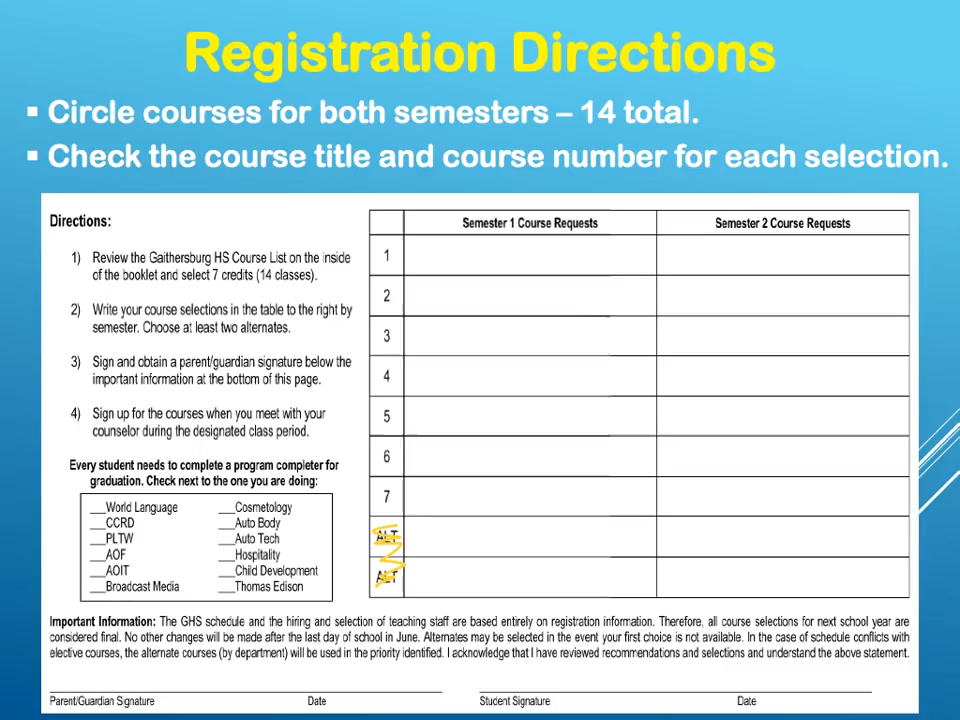 Registration Directions
▪ Circle courses for both semesters – 14 total.
▪ Check the course title and course number for each selection.
Directions:
1) Review the Gaithersburg HS Course List on the inside
of the booklet and select 7 credits (14 classes).
2) Write your course selections in the table to the right by
semester. Choose at least two alternates.
3) Sign and obtain a parent/guardian signature below the
important information at the bottom of this page.
4) Sign up for the courses when you meet with your
counselor during the designated class period.
Every student needs to complete a program completer for
graduation. Check next to the one you are doing:
___World Language ___Cosmetology
___CCRD ___Auto Body
___PLTW ___Auto Tech
___AOF ___Hospitality
___AOIT ___Child Development
___Broadcast Media ___Thomas Edison
Semester 1 Course Requests Semester 2 Course Requests
1
2
3
4
5
6
7
ALT
ALT
Important Information: The GHS schedule and the hiring and selection of teaching staff are based entirely on registration information. Therefore, all course selections for next school year are
considered final. No other changes will be made after the last day of school in June. Alternates may be selected in the event your first choice is not available. In the case of schedule conflicts with
elective courses, the alternate courses (by department) will be used in the priority identified. I acknowledge that I have reviewed recommendations and selections and understand the above statement.
Parent/Guardian Signature Date Student Signature Date